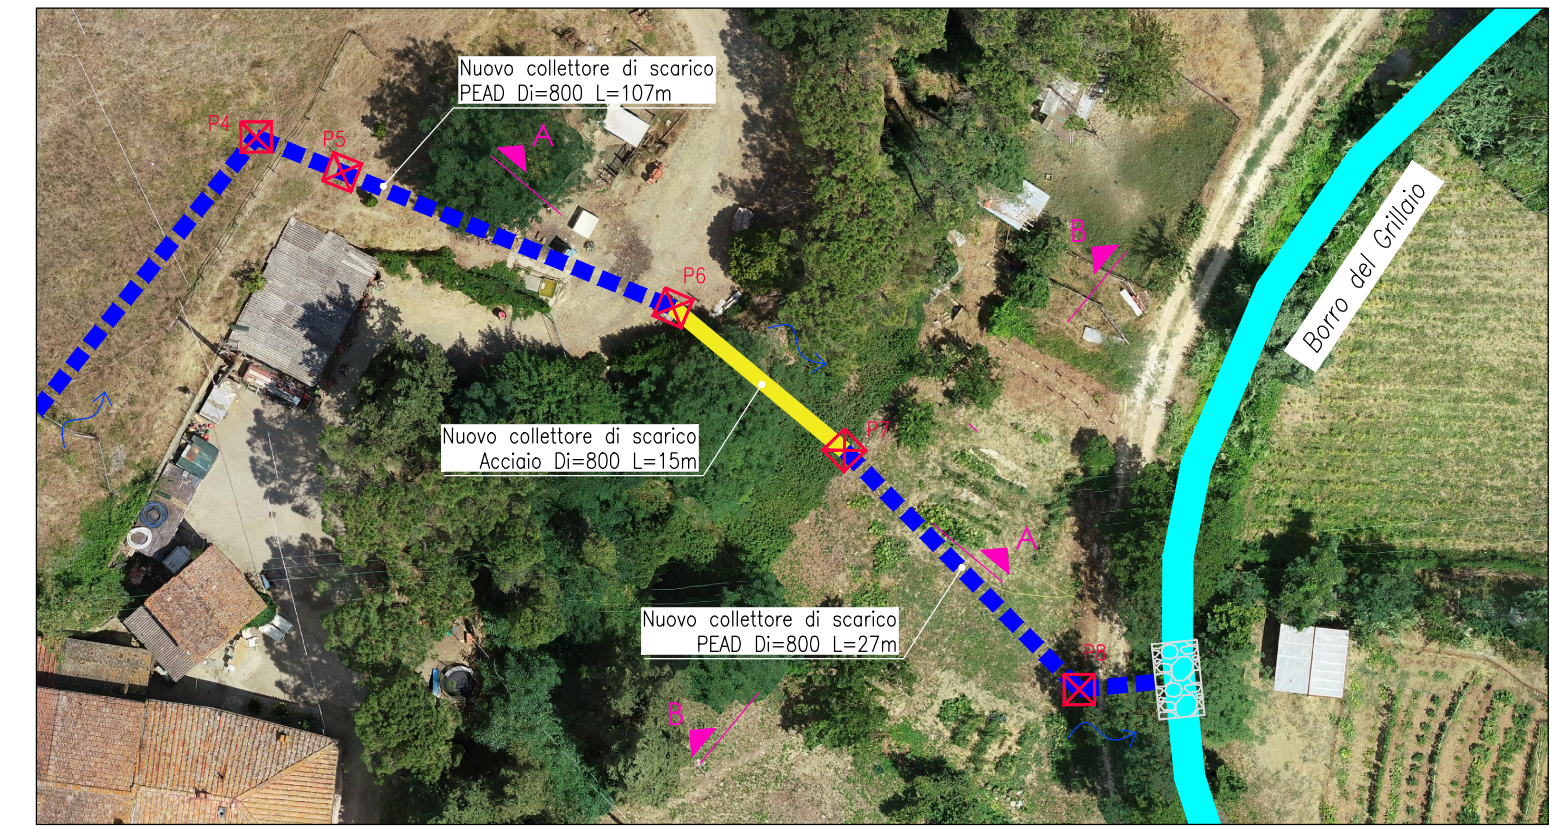 Nuovo collettore di scarico
PEAD Di=800 L=107m
P4
P5
A
B
Borro del Grillaio
P6
Nuovo collettore di scarico
Acciaio Di=800 L=15m
P7
A
Nuovo collettore di scarico
PEAD Di=800 L=27m
P8
B